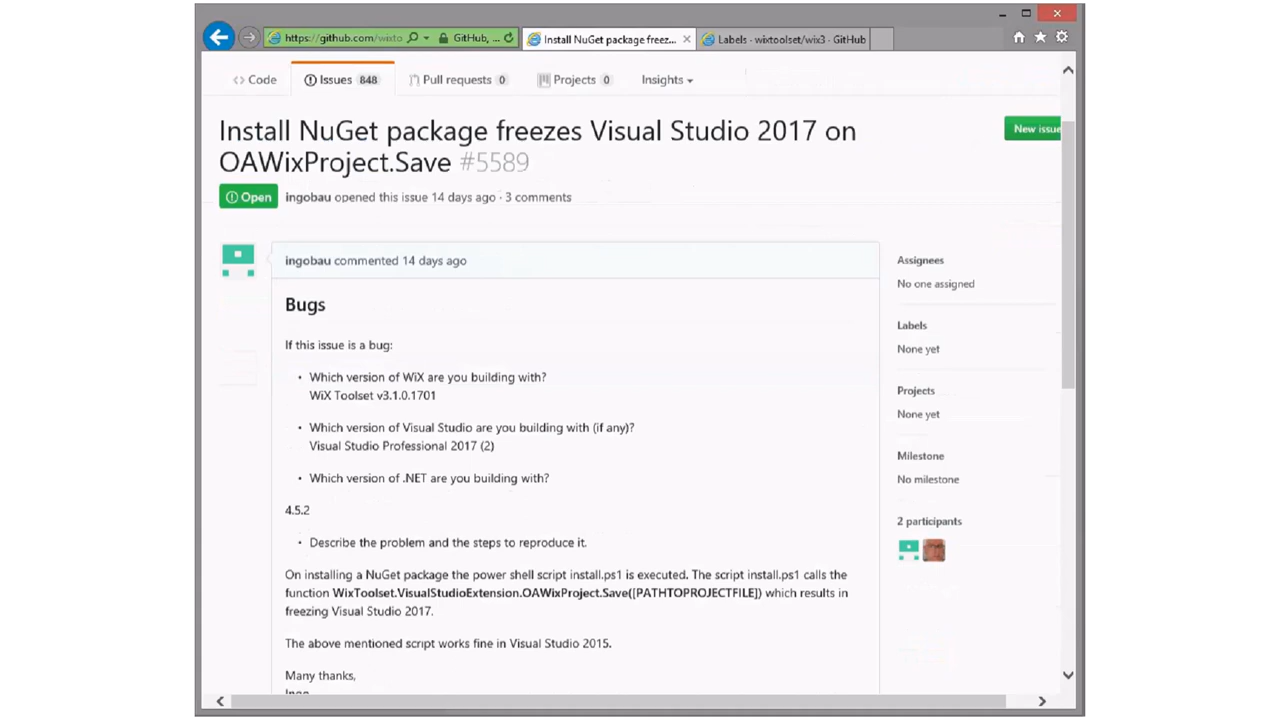 https://github.com/wixto
GitHub, ...
Install NuGet package freez...
Labels · wixtoolset/wix3 · GitHub
<> Code
Issues 848
Pull requests 0
Projects 0
Insights
Install NuGet package freezes Visual Studio 2017 on
OAWixProject.Save #5589
New issue
Open
ingobau opened this issue 14 days ago · 3 comments
ingobau commented 14 days ago
Bugs
If this issue is a bug:
• Which version of WiX are you building with?
WiX Toolset v3.1.0.1701
• Which version of Visual Studio are you building with (if any)?
Visual Studio Professional 2017 (2)
• Which version of .NET are you building with?
4.5.2
• Describe the problem and the steps to reproduce it.
On installing a NuGet package the power shell script install.ps1 is executed. The script install.ps1 calls the
function WixToolset.VisualStudioExtension.OAWixProject.Save([PATHTOPROJECTFILE]) which results in
freezing Visual Studio 2017.
The above mentioned script works fine in Visual Studio 2015.
Many thanks,
Assignees
No one assigned
Labels
None yet
Projects
None yet
Milestone
No milestone
2 participants